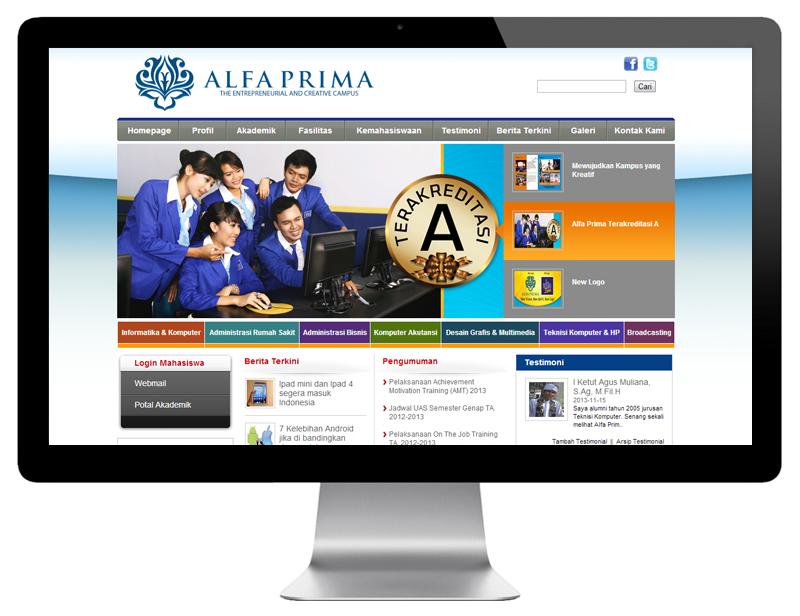 ALFA PRIMA
THE ENTREPRENEURIAL AND CREATIVE CAMPUS
Cari
Homepage Profil Akademik Fasilitas Kemahasiswaan Testimoni Berita Terkini Galeri Kontak Kami
TERAKREDITASI
A
Mewujudkan Kampus yang
Kreatif
Alfa Prima Terakreditasi A
New Logo
Informatika & Komputer Administrasi Rumah Sakit Administrasi Bisnis Komputer Akutansi Desain Grafis & Multimedia Teknisi Komputer & HP Broadcasting
Login Mahasiswa
Webmail
Potal Akademik
Berita Terkini
Ipad mini dan Ipad 4
segera masuk
Indonesia
7 Kelebihan Android
jika di bandingkan
Pengumuman
Pelaksanaan Achievement
Motivation Training (AMT) 2013
Jadwal UAS Semester Genap TA.
2012-2013
Pelaksanaan On The Job Training
TA. 2012-2013
Testimoni
I Ketut Agus Muliana,
S.Ag, M Fil.H
2013-11-15
Saya alumni tahun 2005 jurusan
Teknisi Komputer. Senang sekali
melihat Alfa Prim..
Tambah Testimonial || Arsip Testimonial